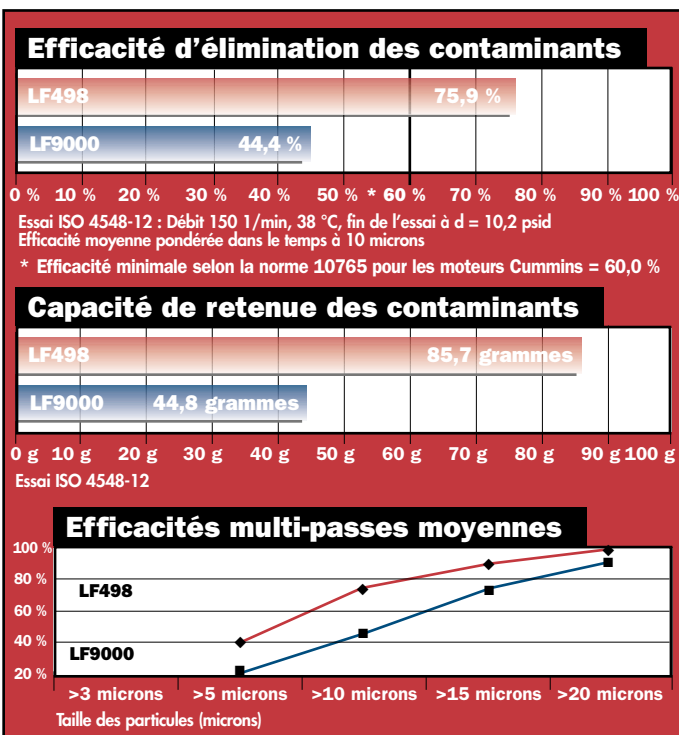 Efficacité d’élimination des contaminants
LF498 75,9 %
LF9000 44,4 %
0 % 10 % 20 % 30 % 40 % 50 % * 60 % 70 % 80 % 90 % 100 %
Essai ISO 4548-12 : Débit 150 1/min, 38 °C, fin de l’essai à d = 10,2 psid
Efficacité moyenne pondérée dans le temps à 10 microns
* Efficacité minimale selon la norme 10765 pour les moteurs Cummins = 60,0 %
Capacité de retenue des contaminants
LF498 85,7 grammes
LF9000 44,8 grammes
0 g 10 g 20 g 30 g 40 g 50 g 60 g 70 g 80 g 90 g 100 g
Essai ISO 4548-12
Efficacités multi-passes moyennes
100 %
80 %
LF498
60 %
40 %
LF9000
20 %
>3 microns >5 microns >10 microns >15 microns >20 microns
Taille des particules (microns)